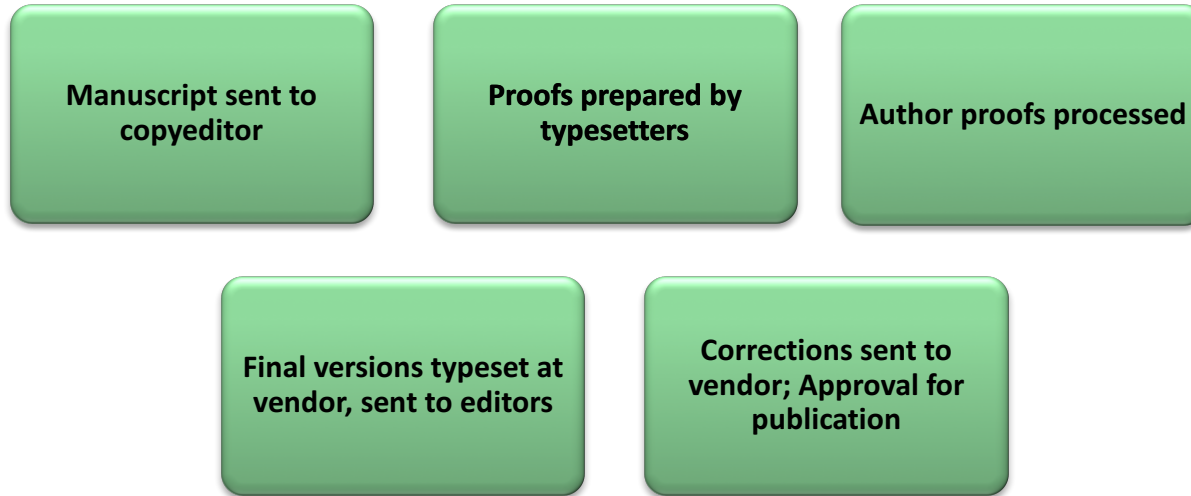 Manuscript sent to
copyeditor
Proofs prepared by
typesetters
Author proofs processed
Final versions typeset at
vendor, sent to editors
Corrections sent to
vendor; Approval for
publication